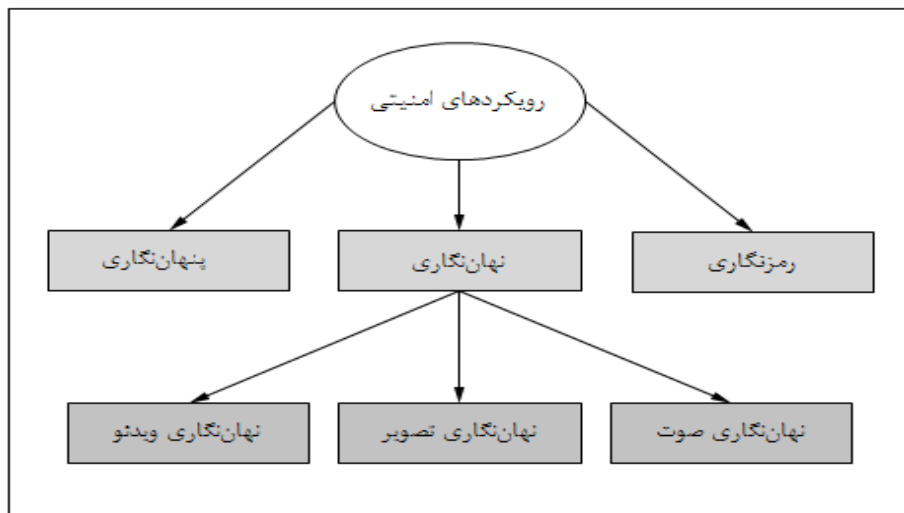 رویکردهای امنیتی
رمزنگاری
نهان‌نگاری
پنهان‌نگاری
نهان‌نگاری صوت
نهان‌نگاری تصویر
نهان‌نگاری ویدئو